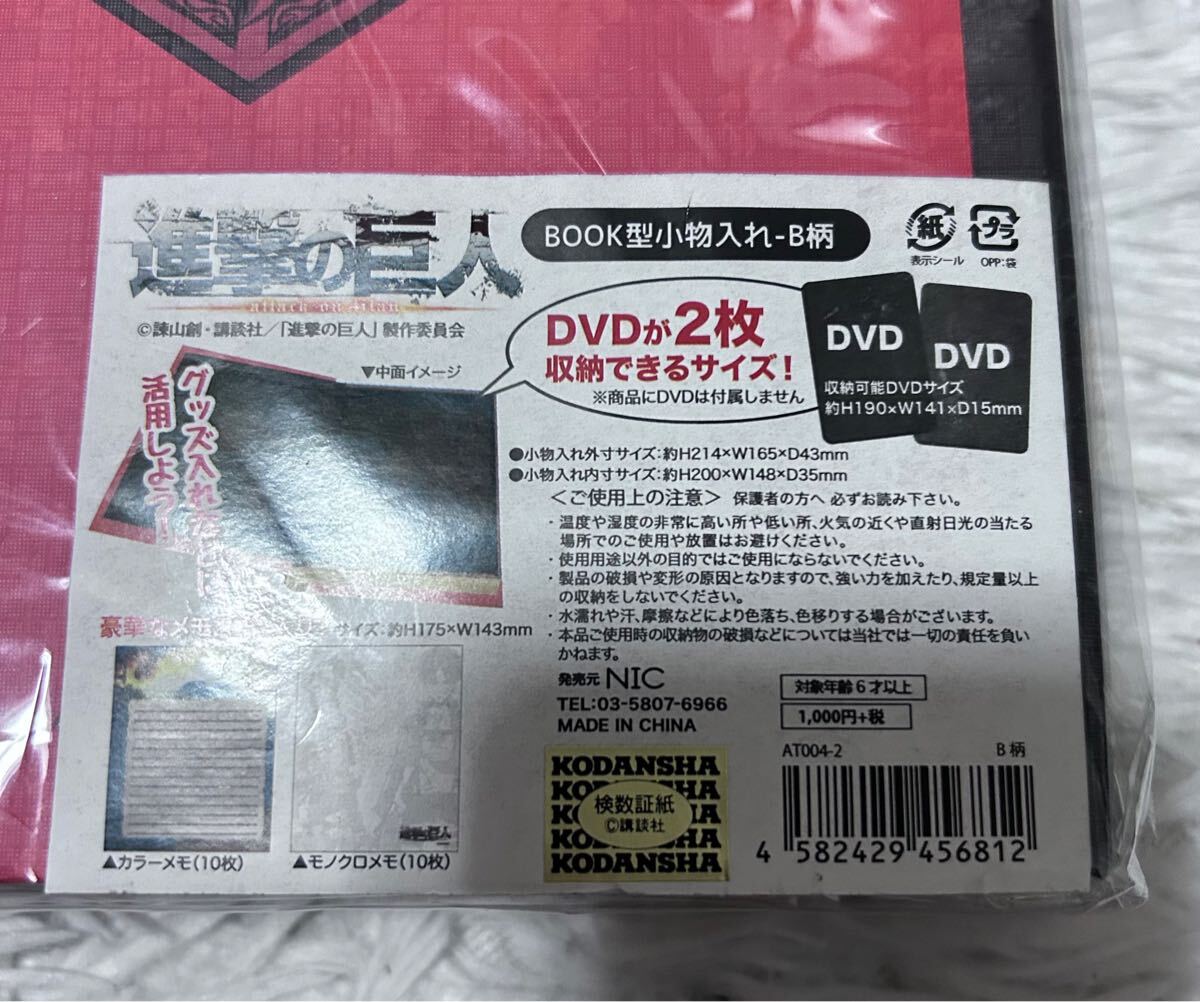 進撃の巨人
attack on titan
©諫山創・講談社/「進撃の巨人」製作委員会
BOOK型小物入れ-B柄
紙
表示シール
プラ
OPP:袋
DVDが2枚
収納できるサイズ!
※商品にDVDは付属しません
DVD
DVD
収納可能DVDサイズ
約H190×W141×D15mm
▼中面イメージ
グッズ入れなどに
活用しよう!
●小物入れ外寸サイズ:約H214×W165×D43mm
●小物入れ内寸サイズ:約H200×W148×D35mm
<ご使用上の注意> 保護者の方へ 必ずお読み下さい。
・温度や湿度の非常に高い所や低い所、火気の近くや直射日光の当たる
場所でのご使用や放置はお避けください。
・使用用途以外の目的ではご使用にならないでください。
・製品の破損や変形の原因となりますので、強い力を加えたり、規定量以上
の収納をしないでください。
・水濡れや汗、摩擦などにより色落ち、色移りする場合がございます。
・本品ご使用時の収納物の破損などについては当社では一切の責任を負い
かねます。
豪華なメモ
サイズ:約H175×W143mm
進撃の巨人
▲カラーメモ(10枚)
▲モノクロメモ(10枚)
発売元 NIC
TEL:03-5807-6966
MADE IN CHINA
対象年齢6才以上
1,000円+税
KODANSHA
KODANSHA
検数証紙
©講談社
AT004-2
B柄
4 582429 456812